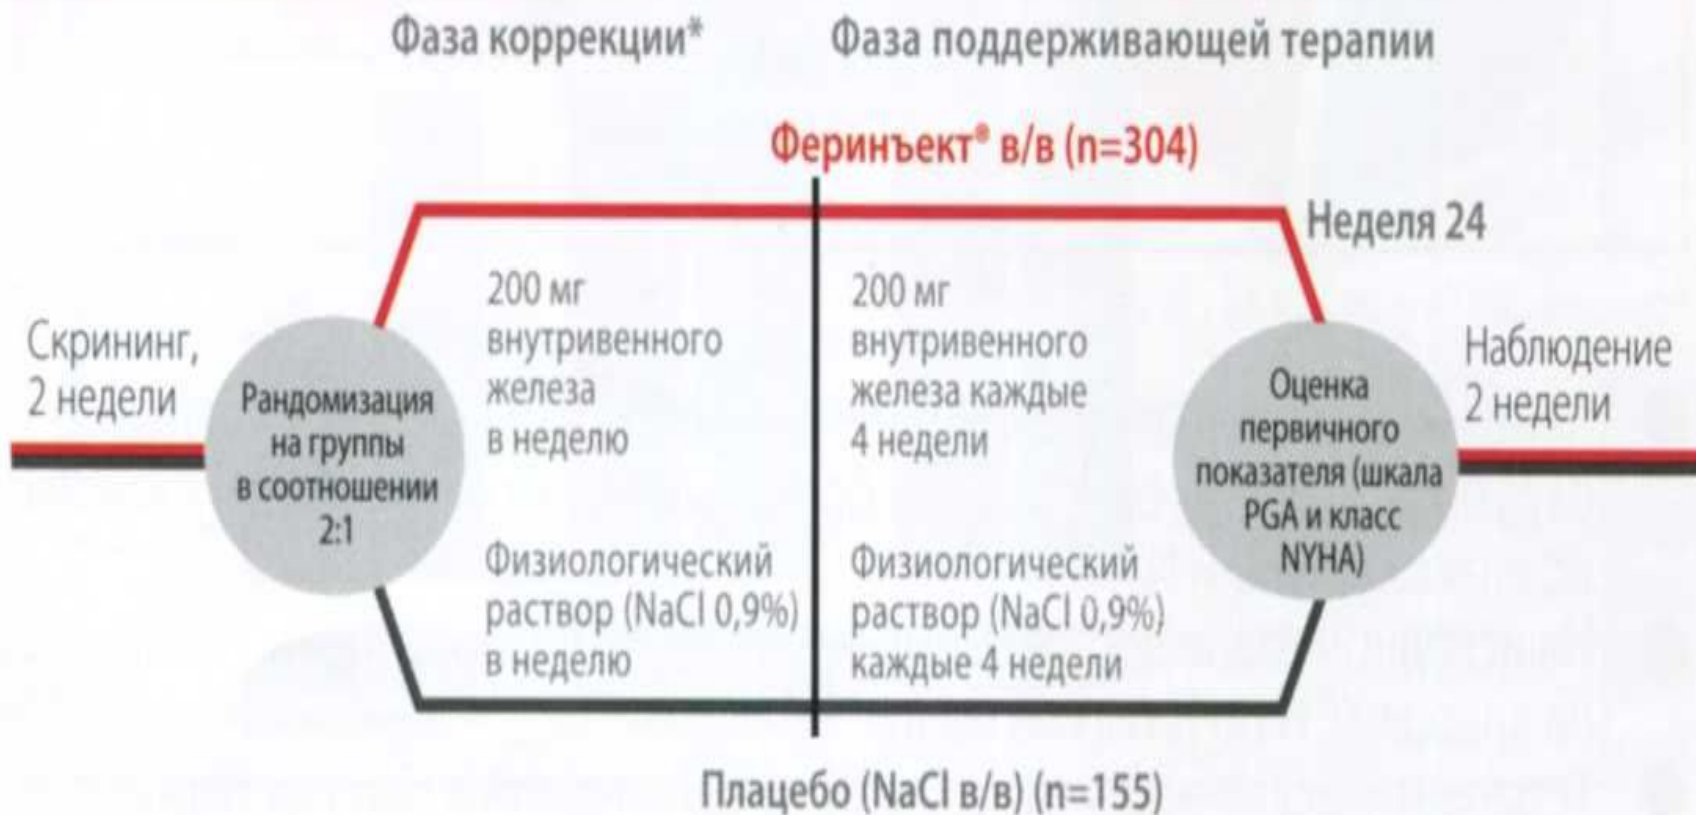 Фаза коррекции*
Фаза поддерживающей терапии
Феринъект® в/в (n=304)
Неделя 24
Скрининг,
2 недели
Рандомизация
на группы
в соотношении
2:1
200 мг
внутривенного
железа
в неделю
200 мг
внутривенного
железа каждые
4 недели
Оценка
первичного
показателя (шкала
PGA и класс
NYHA)
Наблюдение
2 недели
Физиологический
раствор (NaCl 0,9%)
в неделю
Физиологический
раствор (NaCl 0,9%)
каждые 4 недели
Плацебо (NaCl в/в) (n=155)